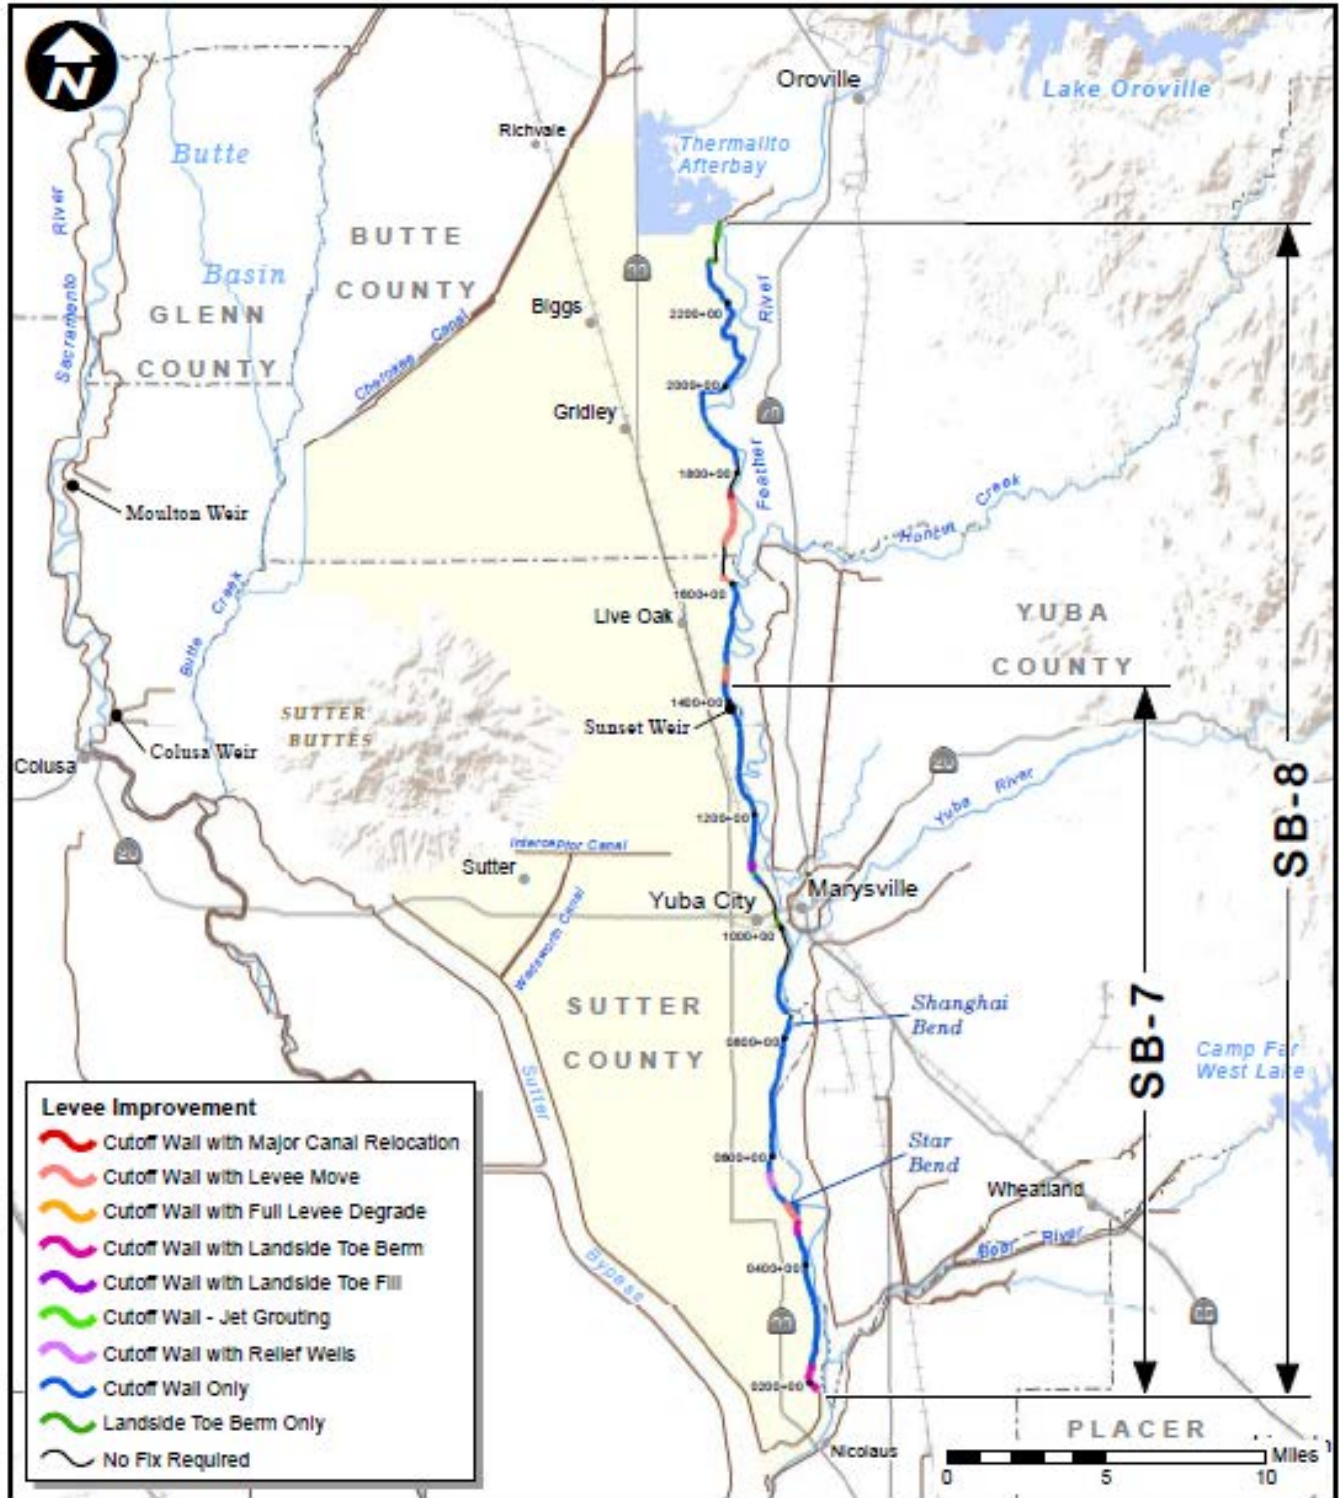 N
Oroville
Lake Oroville
Richvale
Thermalito
Afterbay
Butte
Basin
Sacramento River
BUTTE
COUNTY
GLENN
COUNTY
Cherokee Canal
Biggs
2200+00
River
2000+00
Gridley
1800+00
Feather
Honcut Creek
Moulton Weir
1600+00
Live Oak
YUBA
COUNTY
Butte Creek
1400+00
Sunset Weir
SUTTER
BUTTES
Colusa Weir
Colusa
20
20
Yuba River
SB-8
1200+00
Interceptor Canal
Sutter
Yuba City
Marysville
1000+00
Wadsworth Canal
SUTTER
COUNTY
Shanghai
Bend
SB-7
0800+00
Camp Far
West Lake
Sutter
Bypass
0600+00
Star
Bend
Wheatland
Bear River
0400+00
0200+00
PLACER
Nicolaus
Miles
0
5
10
Levee Improvement
Cutoff Wall with Major Canal Relocation
Cutoff Wall with Levee Move
Cutoff Wall with Full Levee Degrade
Cutoff Wall with Landside Toe Berm
Cutoff Wall with Landside Toe Fill
Cutoff Wall - Jet Grouting
Cutoff Wall with Relief Wells
Cutoff Wall Only
Landside Toe Berm Only
No Fix Required